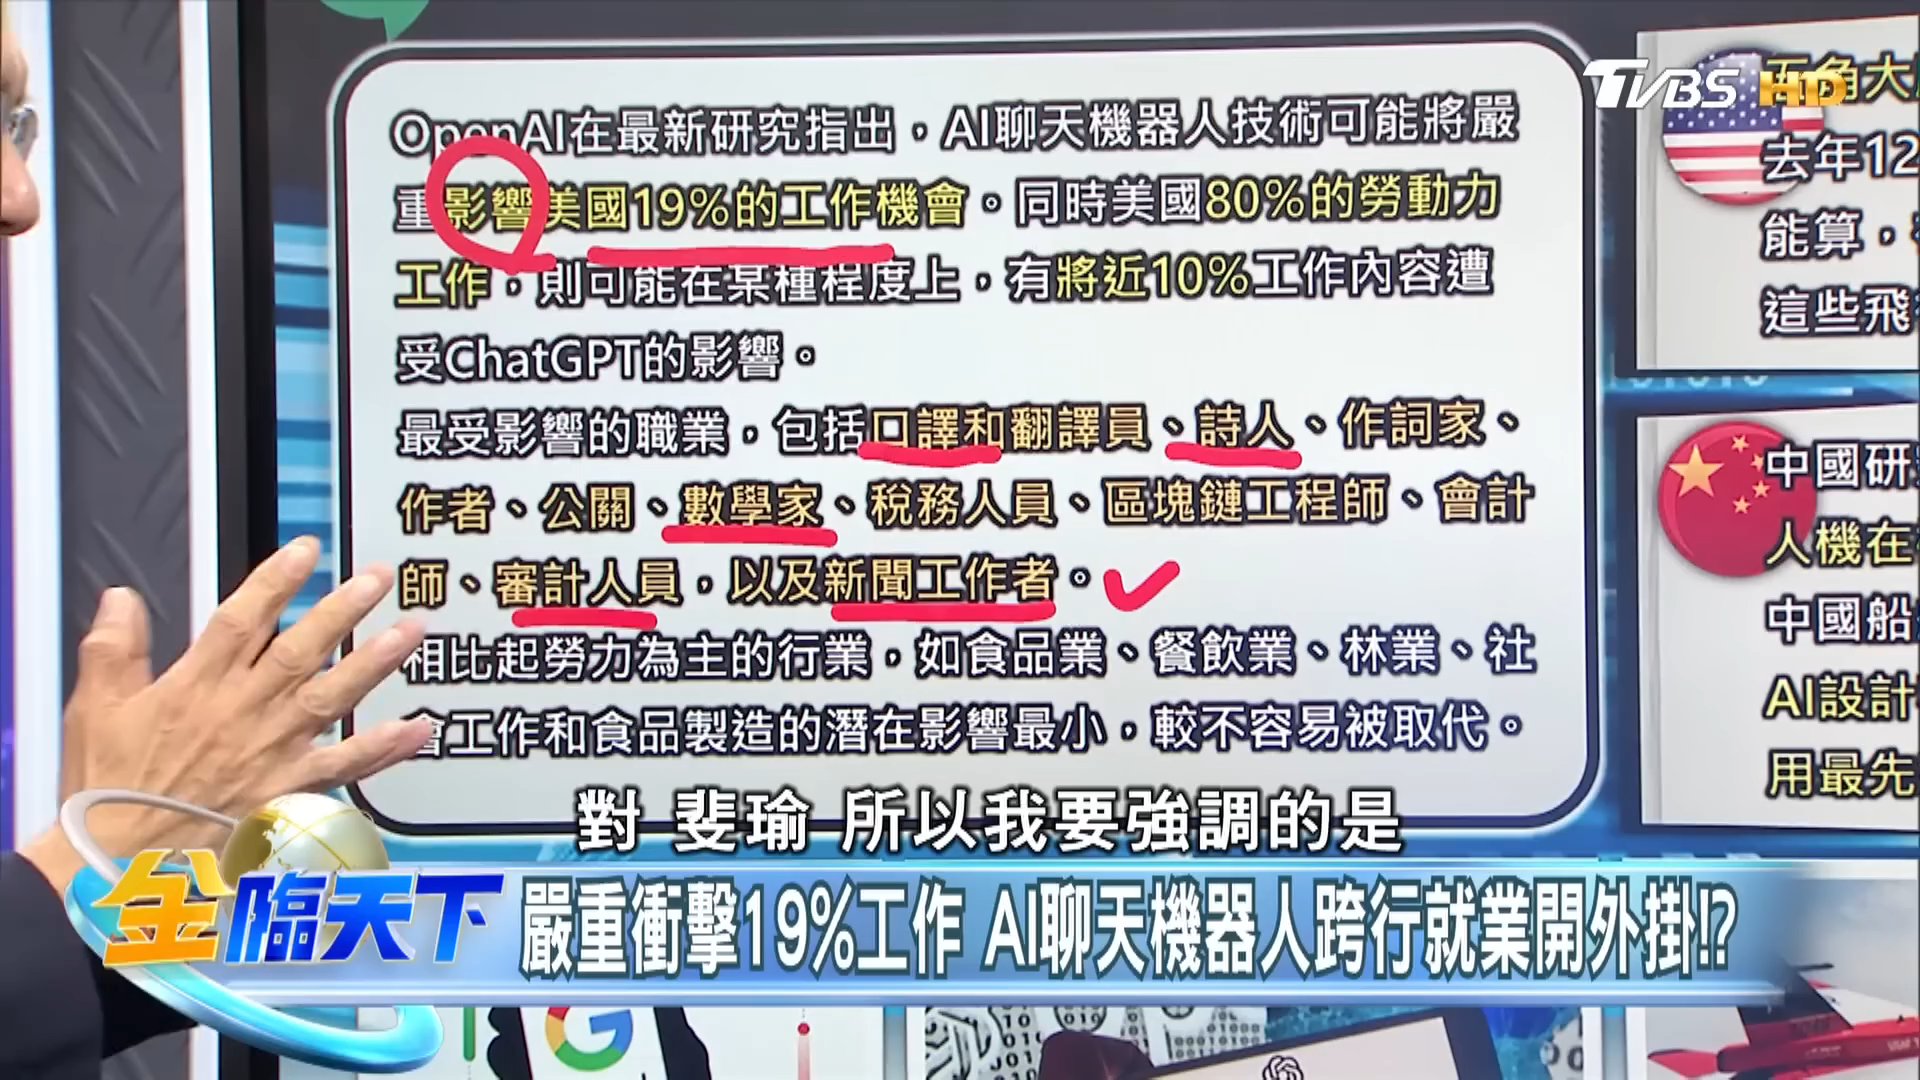 OpenAI在最新研究指出，AI聊天機器人技術可能將嚴
重影響美國19%的工作機會。同時美國80%的勞動力
工作，則可能在某種程度上，有將近10%工作內容遭
受ChatGPT的影響。
最受影響的職業，包括口譯和翻譯員、詩人、作詞家、
作者、公關、數學家、稅務人員、區塊鏈工程師、會計
師、審計人員，以及新聞工作者。
相比起勞力為主的行業，如食品業、餐飲業、林業、社
會工作和食品製造的潛在影響最小，較不容易被取代。
TVBS HD
五角大
去年12
能算，
這些飛
中國研
人機在
中國船
AI設計
用最先
對 斐瑜 所以我要強調的是
金臨天下
嚴重衝擊19%工作 AI聊天機器人跨行就業開外掛!?
G